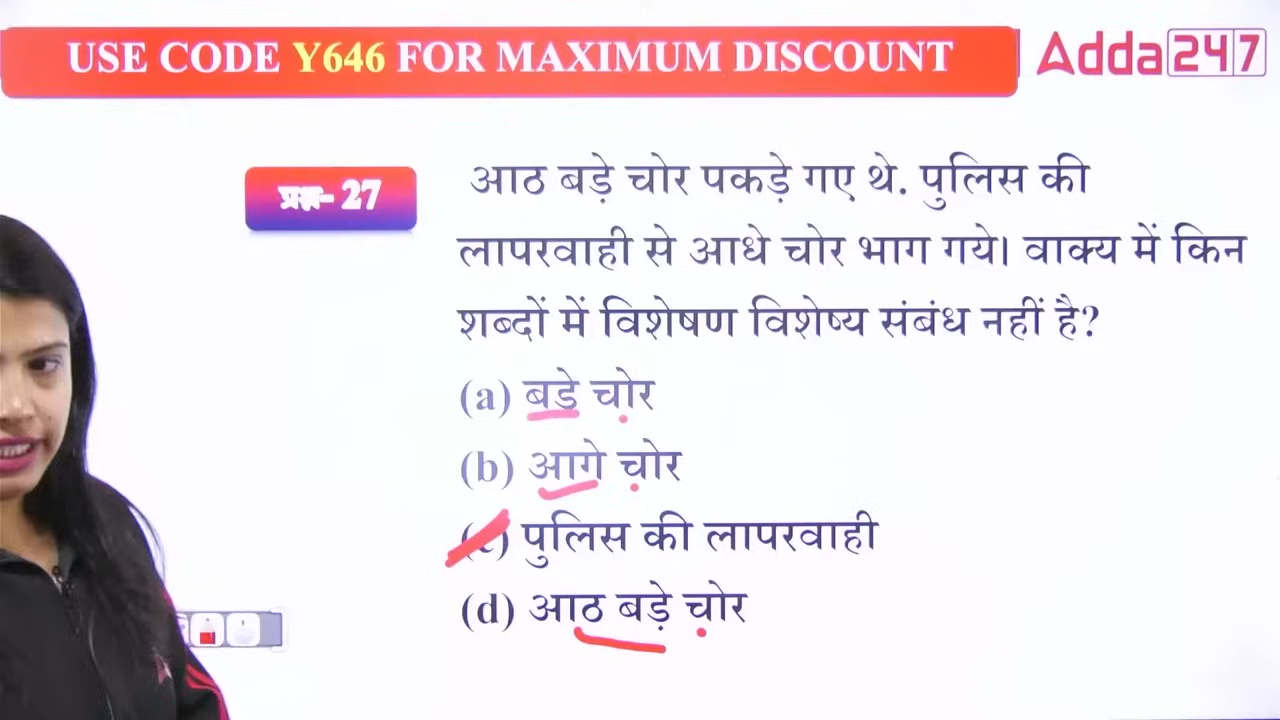 USE CODE Y646 FOR MAXIMUM DISCOUNT
Adda247
प्रश्न- 27
आठ बड़े चोर पकड़े गए थे. पुलिस की
लापरवाही से आधे चोर भाग गये। वाक्य में किन
शब्दों में विशेषण विशेष्य संबंध नहीं है?
(a) बडे चोर
(b) आगे चोर
(c) पुलिस की लापरवाही
(d) आठ बड़े चोर